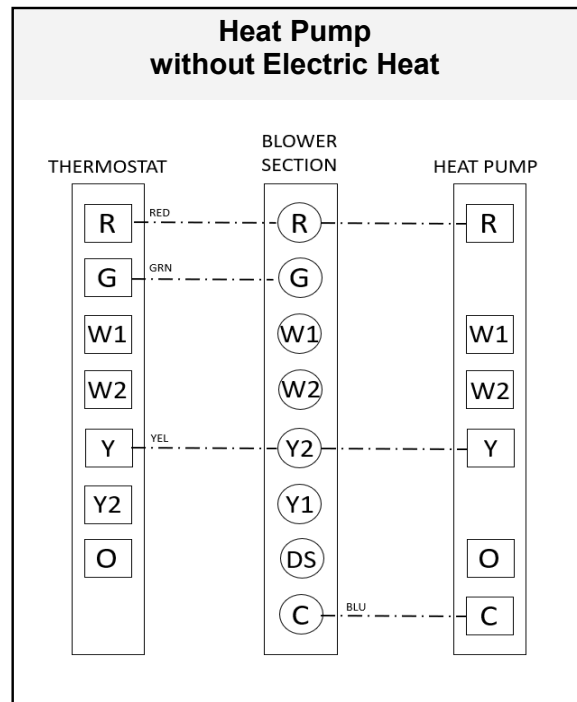 Heat Pump
without Electric Heat
THERMOSTAT
BLOWER
SECTION
HEAT PUMP
R RED R R
G GRN G
W1 W1 W1
W2 W2 W2
Y YEL Y2 Y
Y2 Y1
O DS O
C BLU C